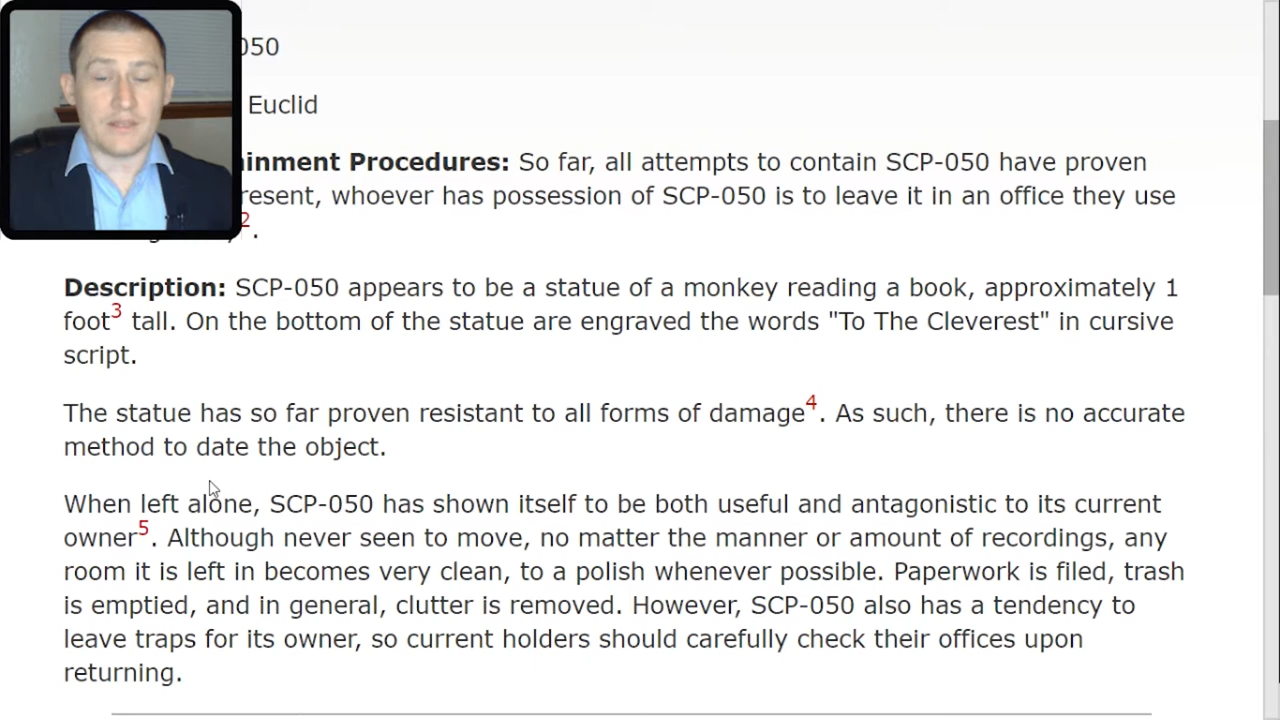 050
Euclid
ainment Procedures: So far, all attempts to contain SCP-050 have proven
resent, whoever has possession of SCP-050 is to leave it in an office they use
2.
Description: SCP-050 appears to be a statue of a monkey reading a book, approximately 1
foot3 tall. On the bottom of the statue are engraved the words "To The Cleverest" in cursive
script.
The statue has so far proven resistant to all forms of damage4. As such, there is no accurate
method to date the object.
When left alone, SCP-050 has shown itself to be both useful and antagonistic to its current
owner5. Although never seen to move, no matter the manner or amount of recordings, any
room it is left in becomes very clean, to a polish whenever possible. Paperwork is filed, trash
is emptied, and in general, clutter is removed. However, SCP-050 also has a tendency to
leave traps for its owner, so current holders should carefully check their offices upon
returning.